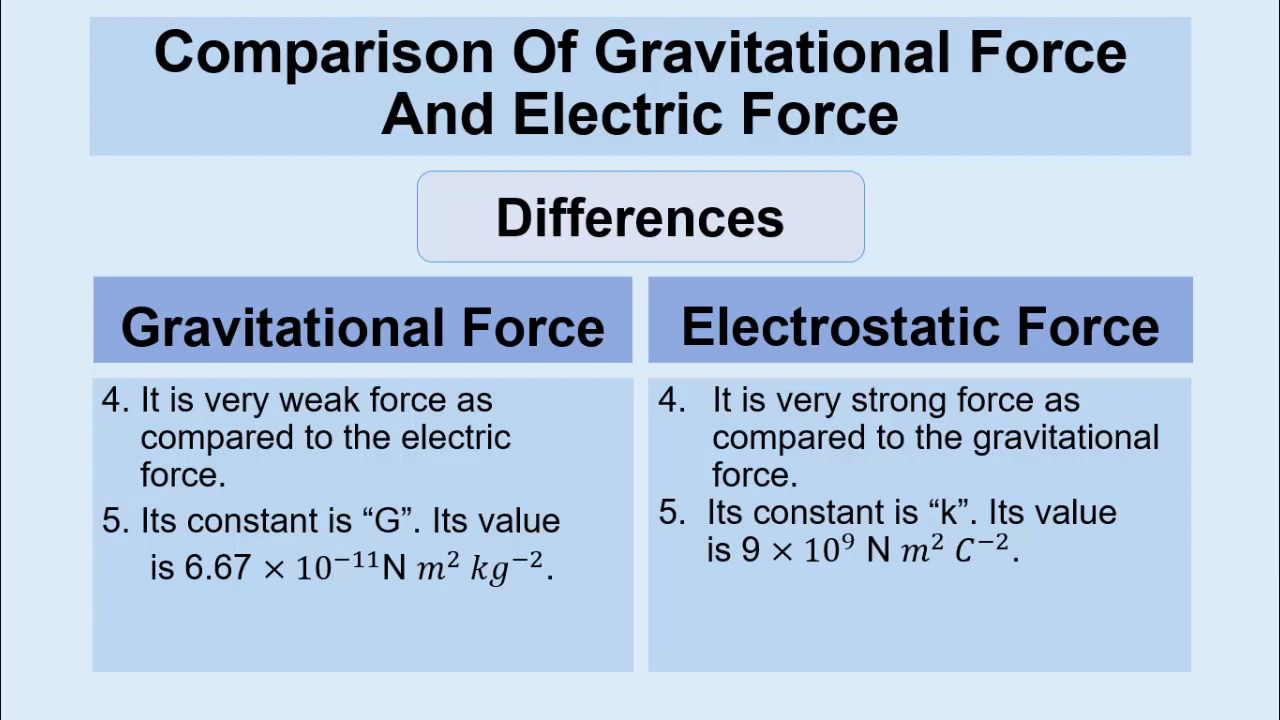 Comparison Of Gravitational Force
And Electric Force
Differences
Gravitational Force
4. It is very weak force as
compared to the electric
force.
5. Its constant is “G”. Its value
is 6.67 × 10⁻¹¹N m² kg⁻².
Electrostatic Force
4. It is very strong force as
compared to the gravitational
force.
5. Its constant is “k”. Its value
is 9 × 10⁹ N m² C⁻².